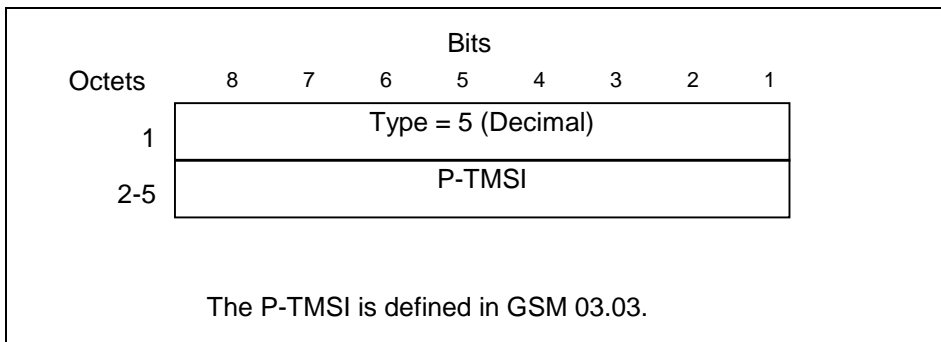 Bits
Octets 8 7 6 5 4 3 2 1
1 Type = 5 (Decimal)
2-5 P-TMSI
The P-TMSI is defined in GSM 03.03.